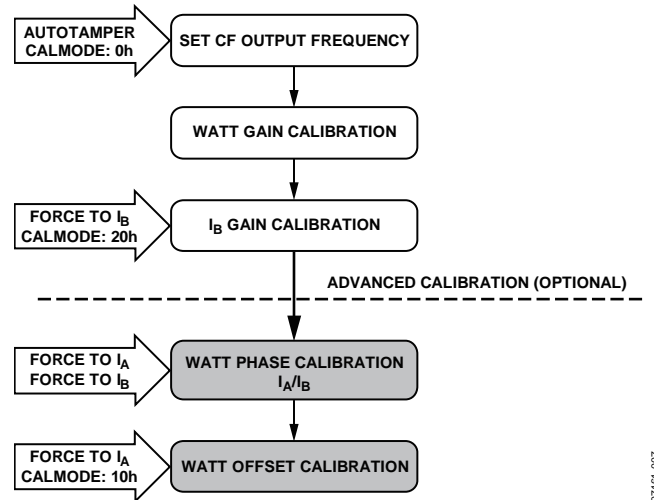 AUTOTAMPER
CALMODE: 0h
SET CF OUTPUT FREQUENCY
WATT GAIN CALIBRATION
FORCE TO IB
CALMODE: 20h
IB GAIN CALIBRATION
ADVANCED CALIBRATION (OPTIONAL)
FORCE TO IA
FORCE TO IB
WATT PHASE CALIBRATION
IA/IB
FORCE TO IA
CALMODE: 10h
WATT OFFSET CALIBRATION